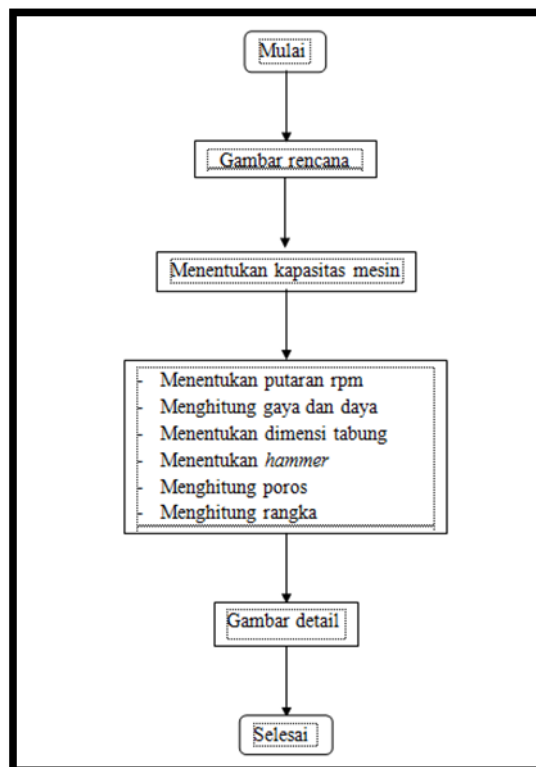 Mulai
Gambar rencana
Menentukan kapasitas mesin
- Menentukan putaran rpm
- Menghitung gaya dan daya
- Menentukan dimensi tabung
- Menentukan hammer
- Menghitung poros
- Menghitung rangka
Gambar detail
Selesai